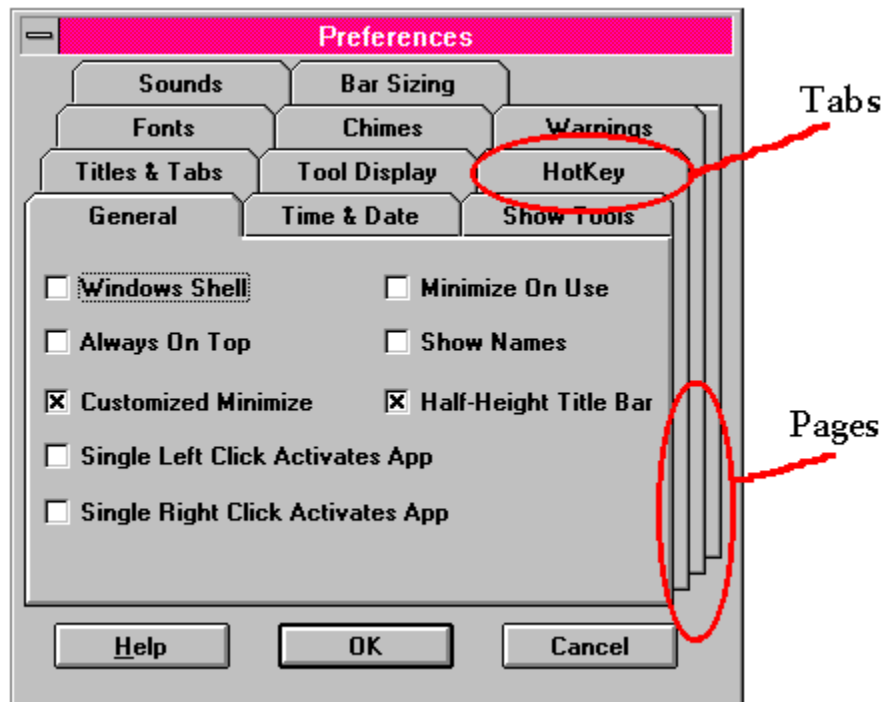 Preferences
Sounds Bar Sizing
Tabs
Fonts Chimes Warnings
Titles & Tabs Tool Display HotKey
General Time & Date Show Tools
Windows Shell Minimize On Use
Always On Top Show Names
Customized Minimize Half-Height Title Bar
Pages
Single Left Click Activates App
Single Right Click Activates App
Help OK Cancel